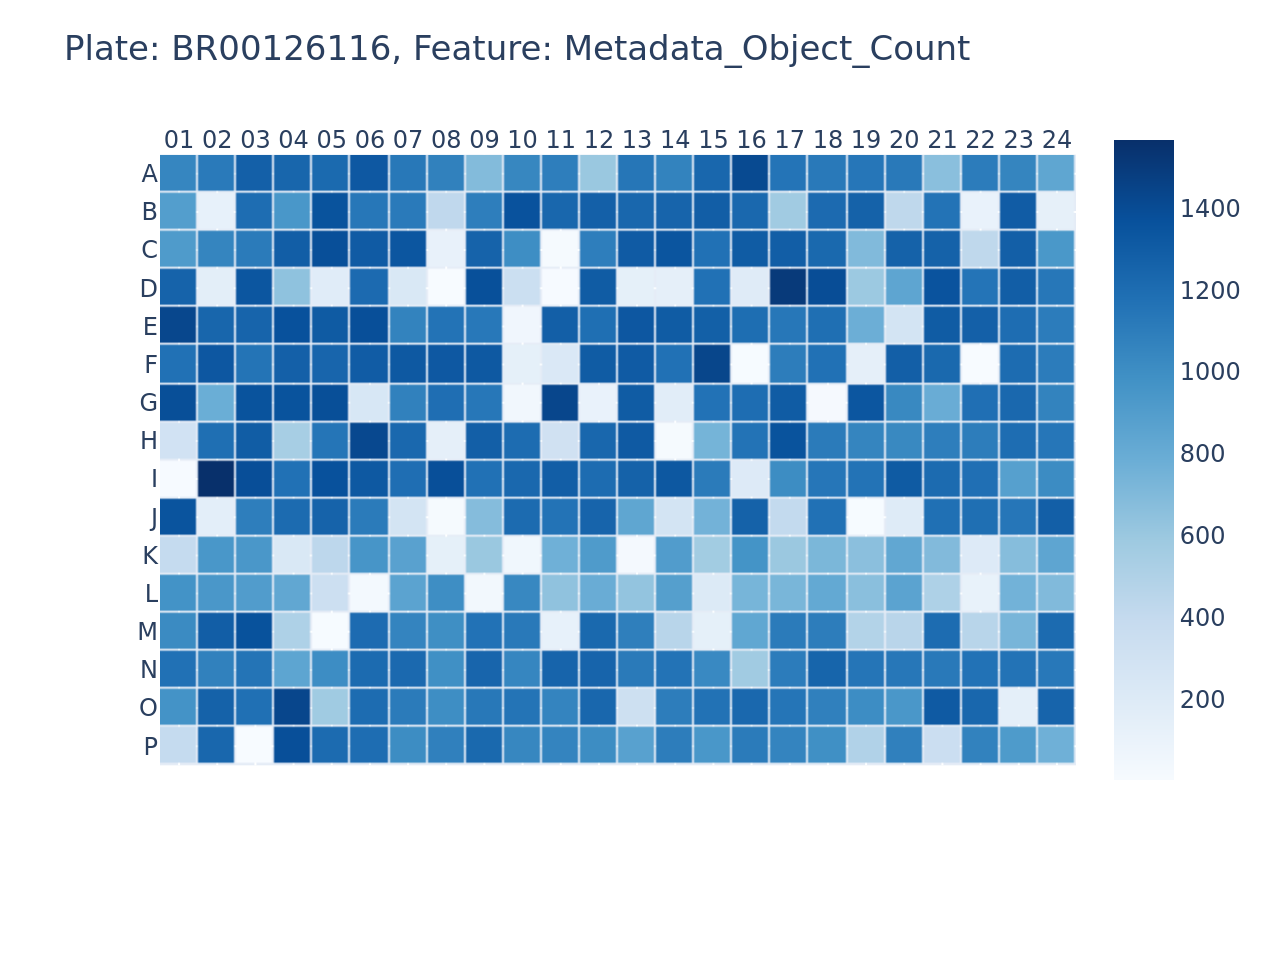 Plate: BR00126116, Feature: Metadata_Object_Count
01 02 03 04 05 06 07 08 09 10 11 12 13 14 15 16 17 18 19 20 21 22 23 24
A
B
C
D
E
F
G
H
I
J
K
L
M
N
O
P
1400
1200
1000
800
600
400
200